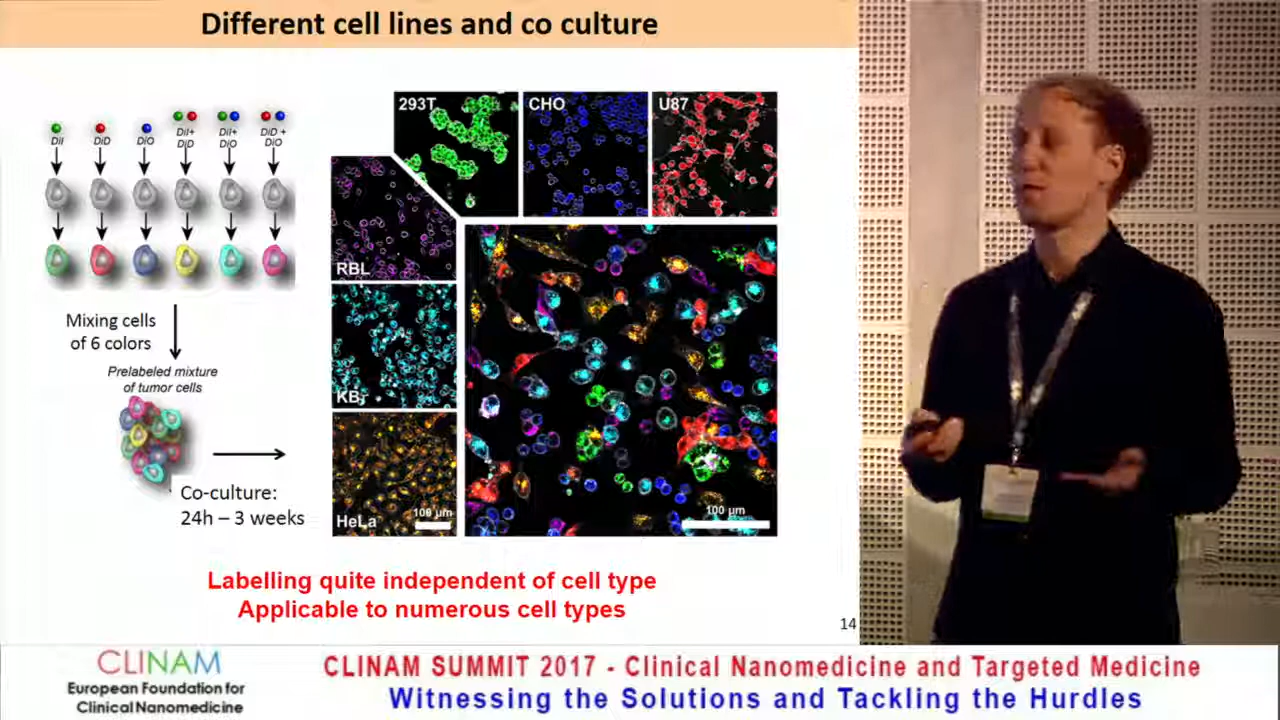 Different cell lines and co culture
DiI
DiD
DiO
DiI+
DiD
DiI+
DiO
DiD +
DiO
Mixing cells
of 6 colors
Prelabeled mixture
of tumor cells
Co-culture:
24h – 3 weeks
293T
CHO
U87
RBL
KB
HeLa
100 µm
100 µm
Labelling quite independent of cell type
Applicable to numerous cell types
14
CLINAM
European Foundation for
Clinical Nanomedicine
CLINAM SUMMIT 2017 - Clinical Nanomedicine and Targeted Medicine
Witnessing the Solutions and Tackling the Hurdles